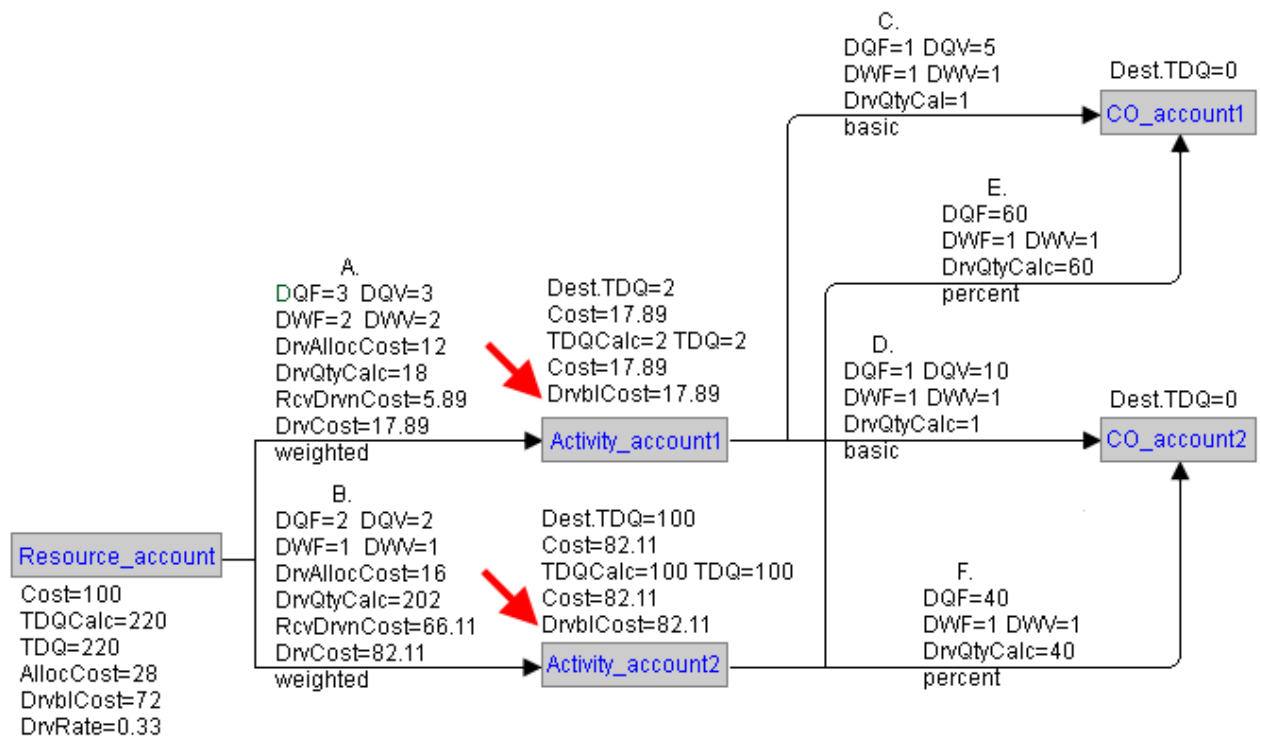 C.
DQF=1 DQV=5
DWF=1 DWV=1
DrvQtyCal=1
basic
Dest.TDQ=0
CO_account1
E.
DQF=60
DWF=1 DWV=1
DrvQtyCalc=60
percent
A.
DQF=3 DQV=3
DWF=2 DWV=2
DrvAllocCost=12
DrvQtyCalc=18
RcvDrvnCost=5.89
DrvCost=17.89
weighted
Dest.TDQ=2
Cost=17.89
TDQCalc=2 TDQ=2
Cost=17.89
DrvblCost=17.89
Activity_account1
D.
DQF=1 DQV=10
DWF=1 DWV=1
DrvQtyCalc=1
basic
Dest.TDQ=0
CO_account2
B.
DQF=2 DQV=2
DWF=1 DWV=1
DrvAllocCost=16
DrvQtyCalc=202
RcvDrvnCost=66.11
DrvCost=82.11
weighted
Dest.TDQ=100
Cost=82.11
TDQCalc=100 TDQ=100
Cost=82.11
DrvblCost=82.11
Activity_account2
F.
DQF=40
DWF=1 DWV=1
DrvQtyCalc=40
percent
Resource_account
Cost=100
TDQCalc=220
TDQ=220
AllocCost=28
DrvblCost=72
DrvRate=0.33